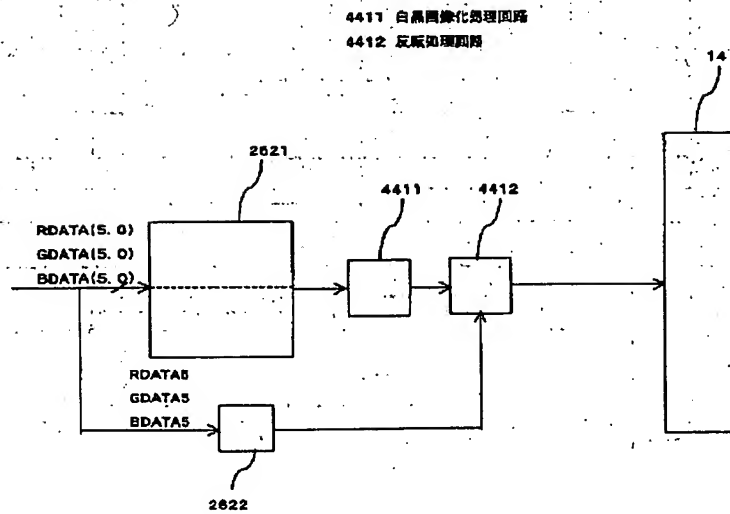 4411 白黒画像化処理回路
4412 反転処理回路
14
2621
4411
4412
RDATA(5.0)
GDATA(5.0)
BDATA(5.0)
RDATA5
GDATA5
BDATA5
2622